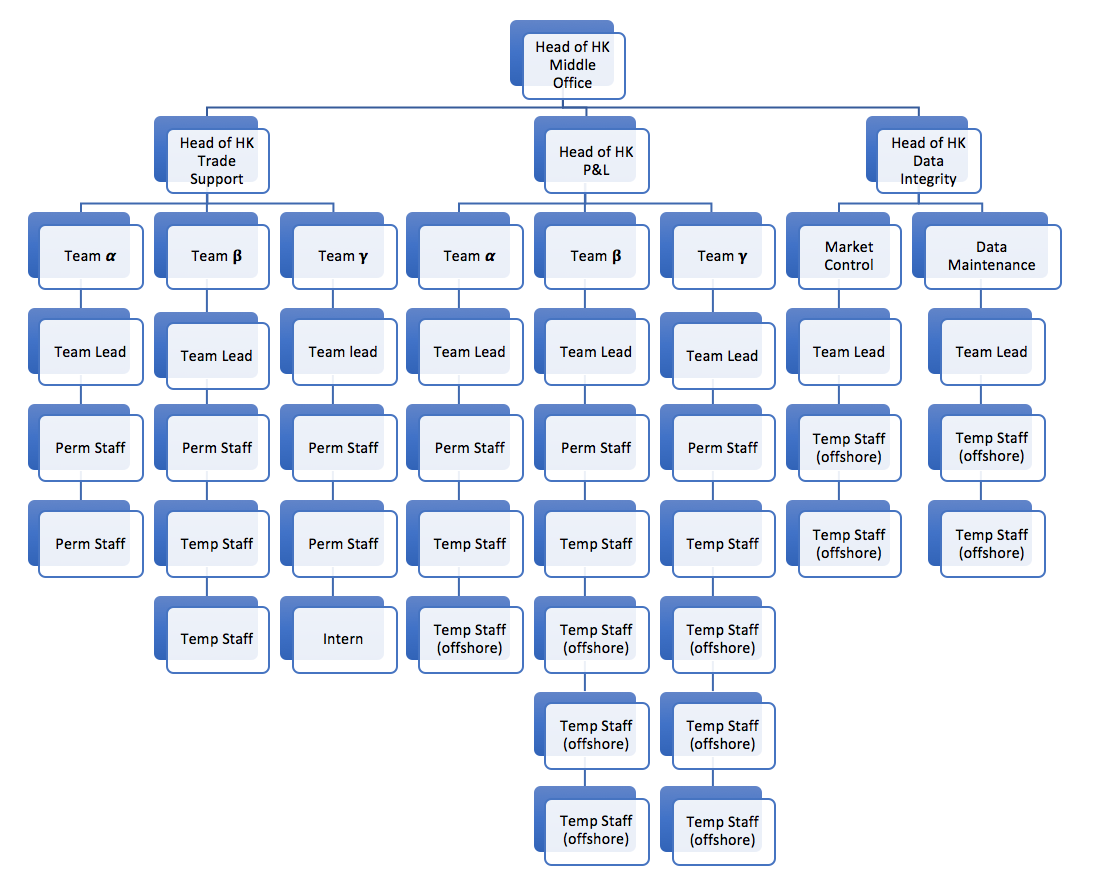 Head of HK
Middle
Office
Head of HK
Trade
Support
Head of HK
P&L
Head of HK
Data
Integrity
Team α
Team β
Team γ
Team α
Team β
Team γ
Market
Control
Data
Maintenance
Team Lead
Team Lead
Team lead
Team Lead
Team Lead
Team Lead
Team Lead
Team Lead
Perm Staff
Perm Staff
Perm Staff
Perm Staff
Perm Staff
Perm Staff
Temp Staff
(offshore)
Temp Staff
(offshore)
Perm Staff
Temp Staff
Perm Staff
Temp Staff
Temp Staff
Temp Staff
Temp Staff
(offshore)
Temp Staff
(offshore)
Temp Staff
Intern
Temp Staff
(offshore)
Temp Staff
(offshore)
Temp Staff
(offshore)
Temp Staff
(offshore)
Temp Staff
(offshore)
Temp Staff
(offshore)
Temp Staff
(offshore)